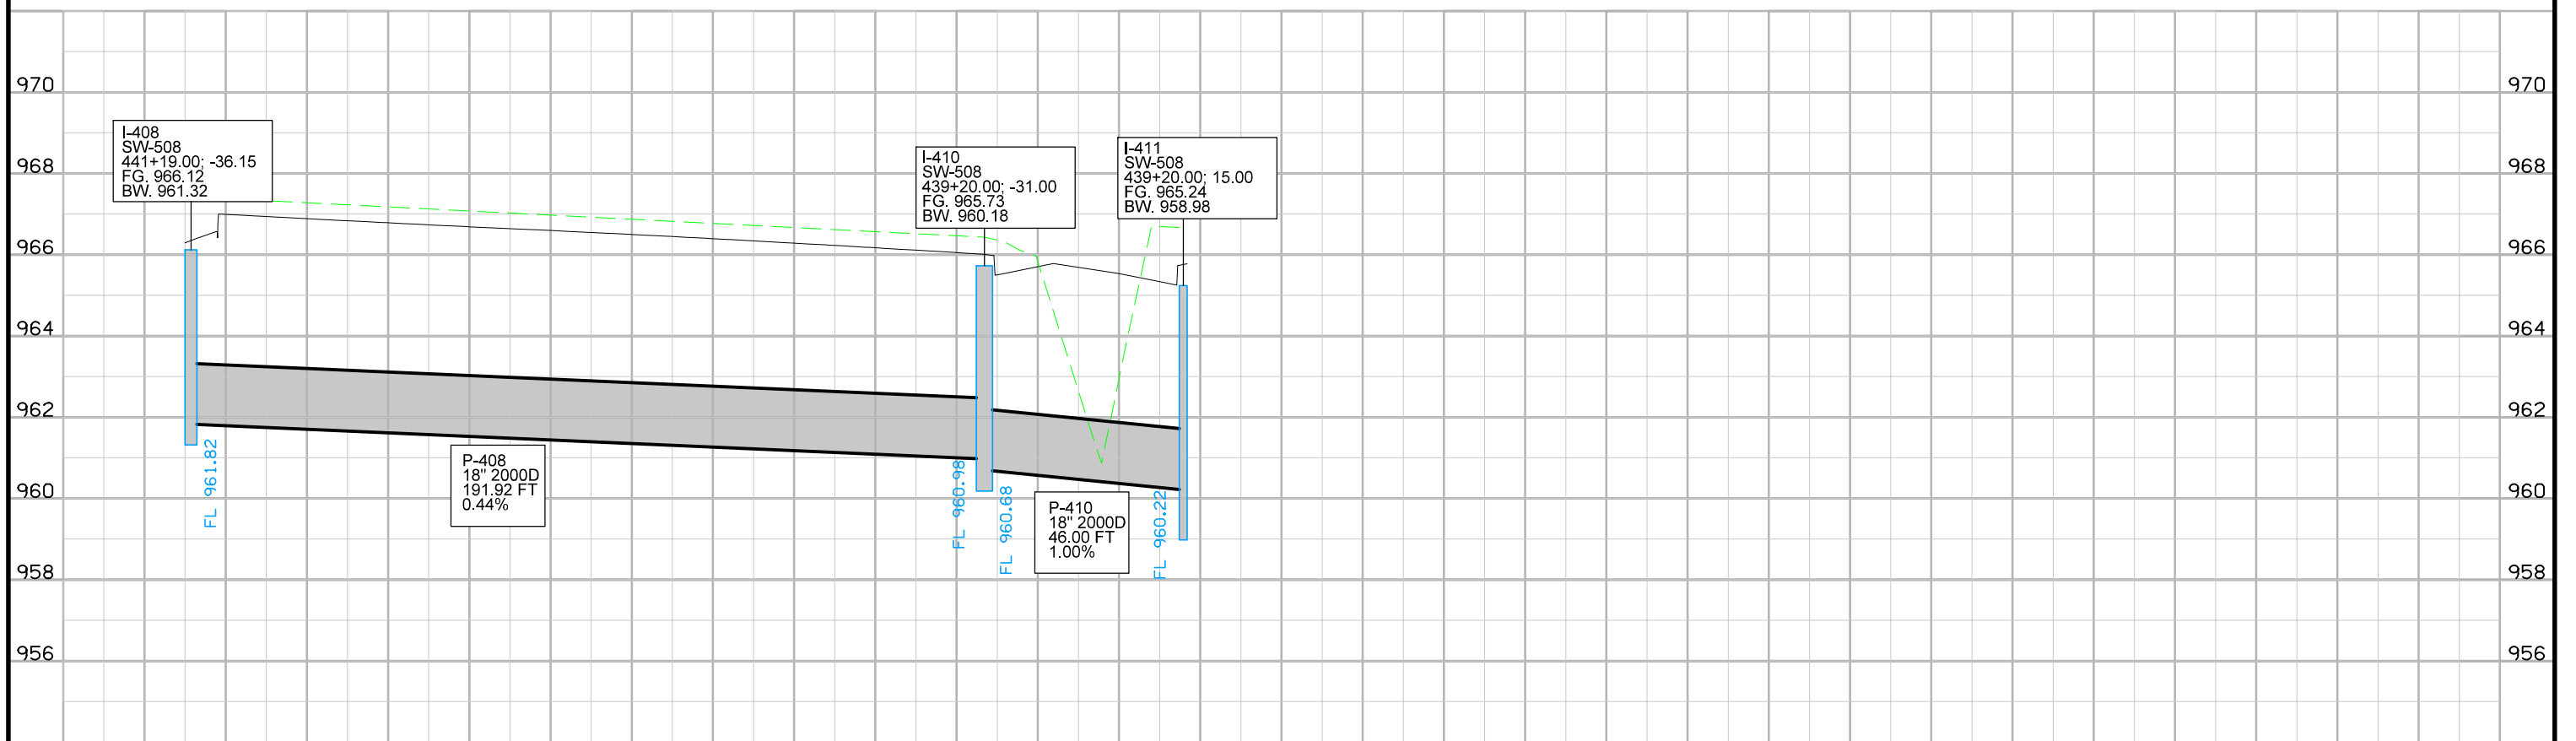 970
970
I-408
SW-508
441+19.00; -36.15
FG. 966.12
BW. 961.32
I-410
SW-508
439+20.00; -31.00
FG. 965.73
BW. 960.18
I-411
SW-508
439+20.00; 15.00
FG. 965.24
BW. 958.98
968
968
966
966
964
964
962
962
FL 961.82
P-408
18" 2000D
191.92 FT
0.44%
FL 960.98
FL 960.68
P-410
18" 2000D
46.00 FT
1.00%
FL 960.22
960
960
958
958
956
956